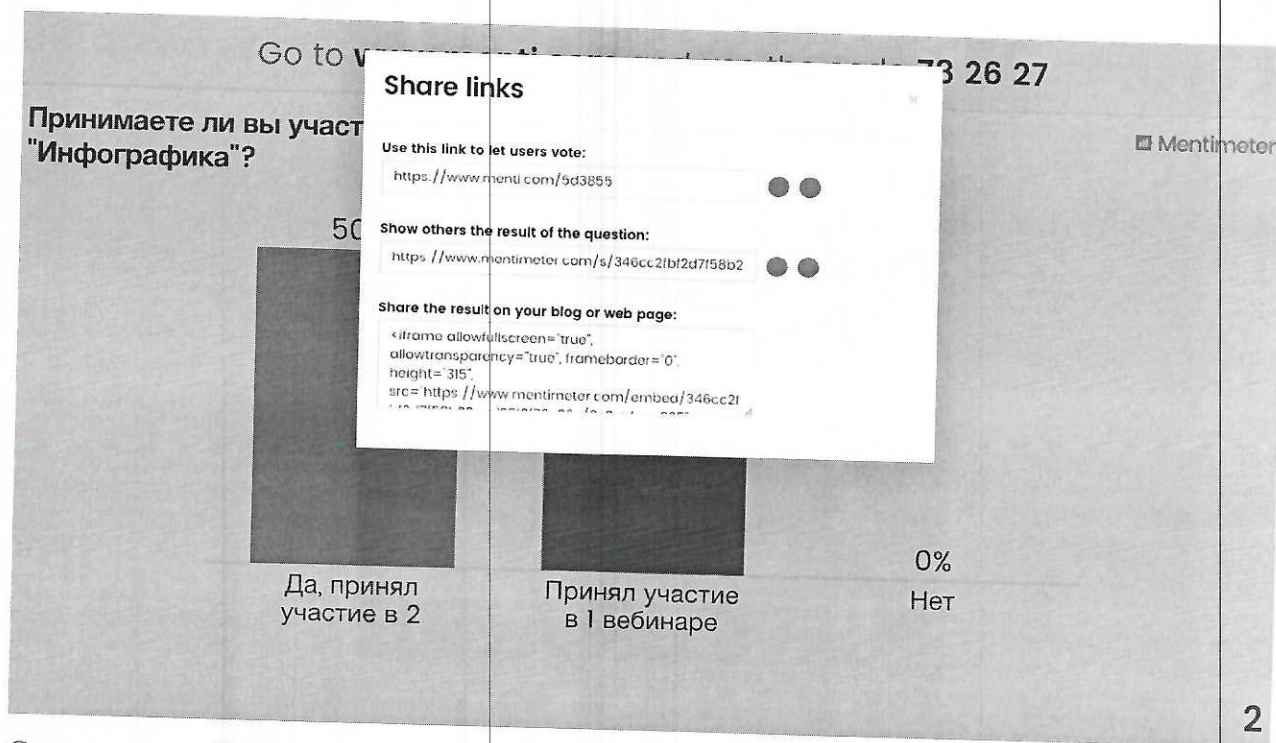 Go to 73 26 27
Share links
Принимаете ли вы участ
"Инфографика"?
Mentimeter
Use this link to let users vote:
https://www.menti.com/5d3855
50
Show others the result of the question:
https //www.mentimeter com/s/346cc2fbf2d7f58b2
Share the result on your blog or web page:
<iframe allowfullscreen="true",
allowtransparency="true", frameborder="0",
height="315",
src="https //www mentimeter com/embed/346cc2f
0%
Да, принял
участие в 2
Принял участие
в 1 вебинаре
Нет
2